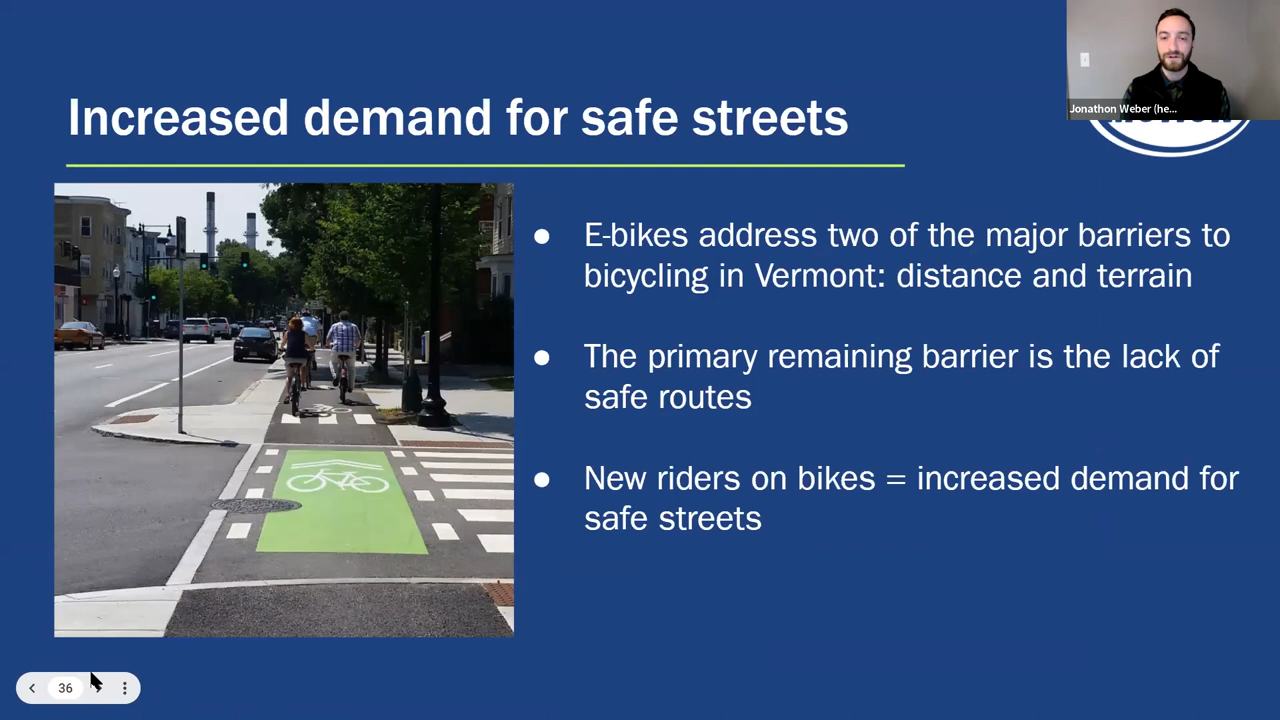 Increased demand for safe streets
Jonathon Weber (he...
● E-bikes address two of the major barriers to
bicycling in Vermont: distance and terrain
● The primary remaining barrier is the lack of
safe routes
● New riders on bikes = increased demand for
safe streets
36